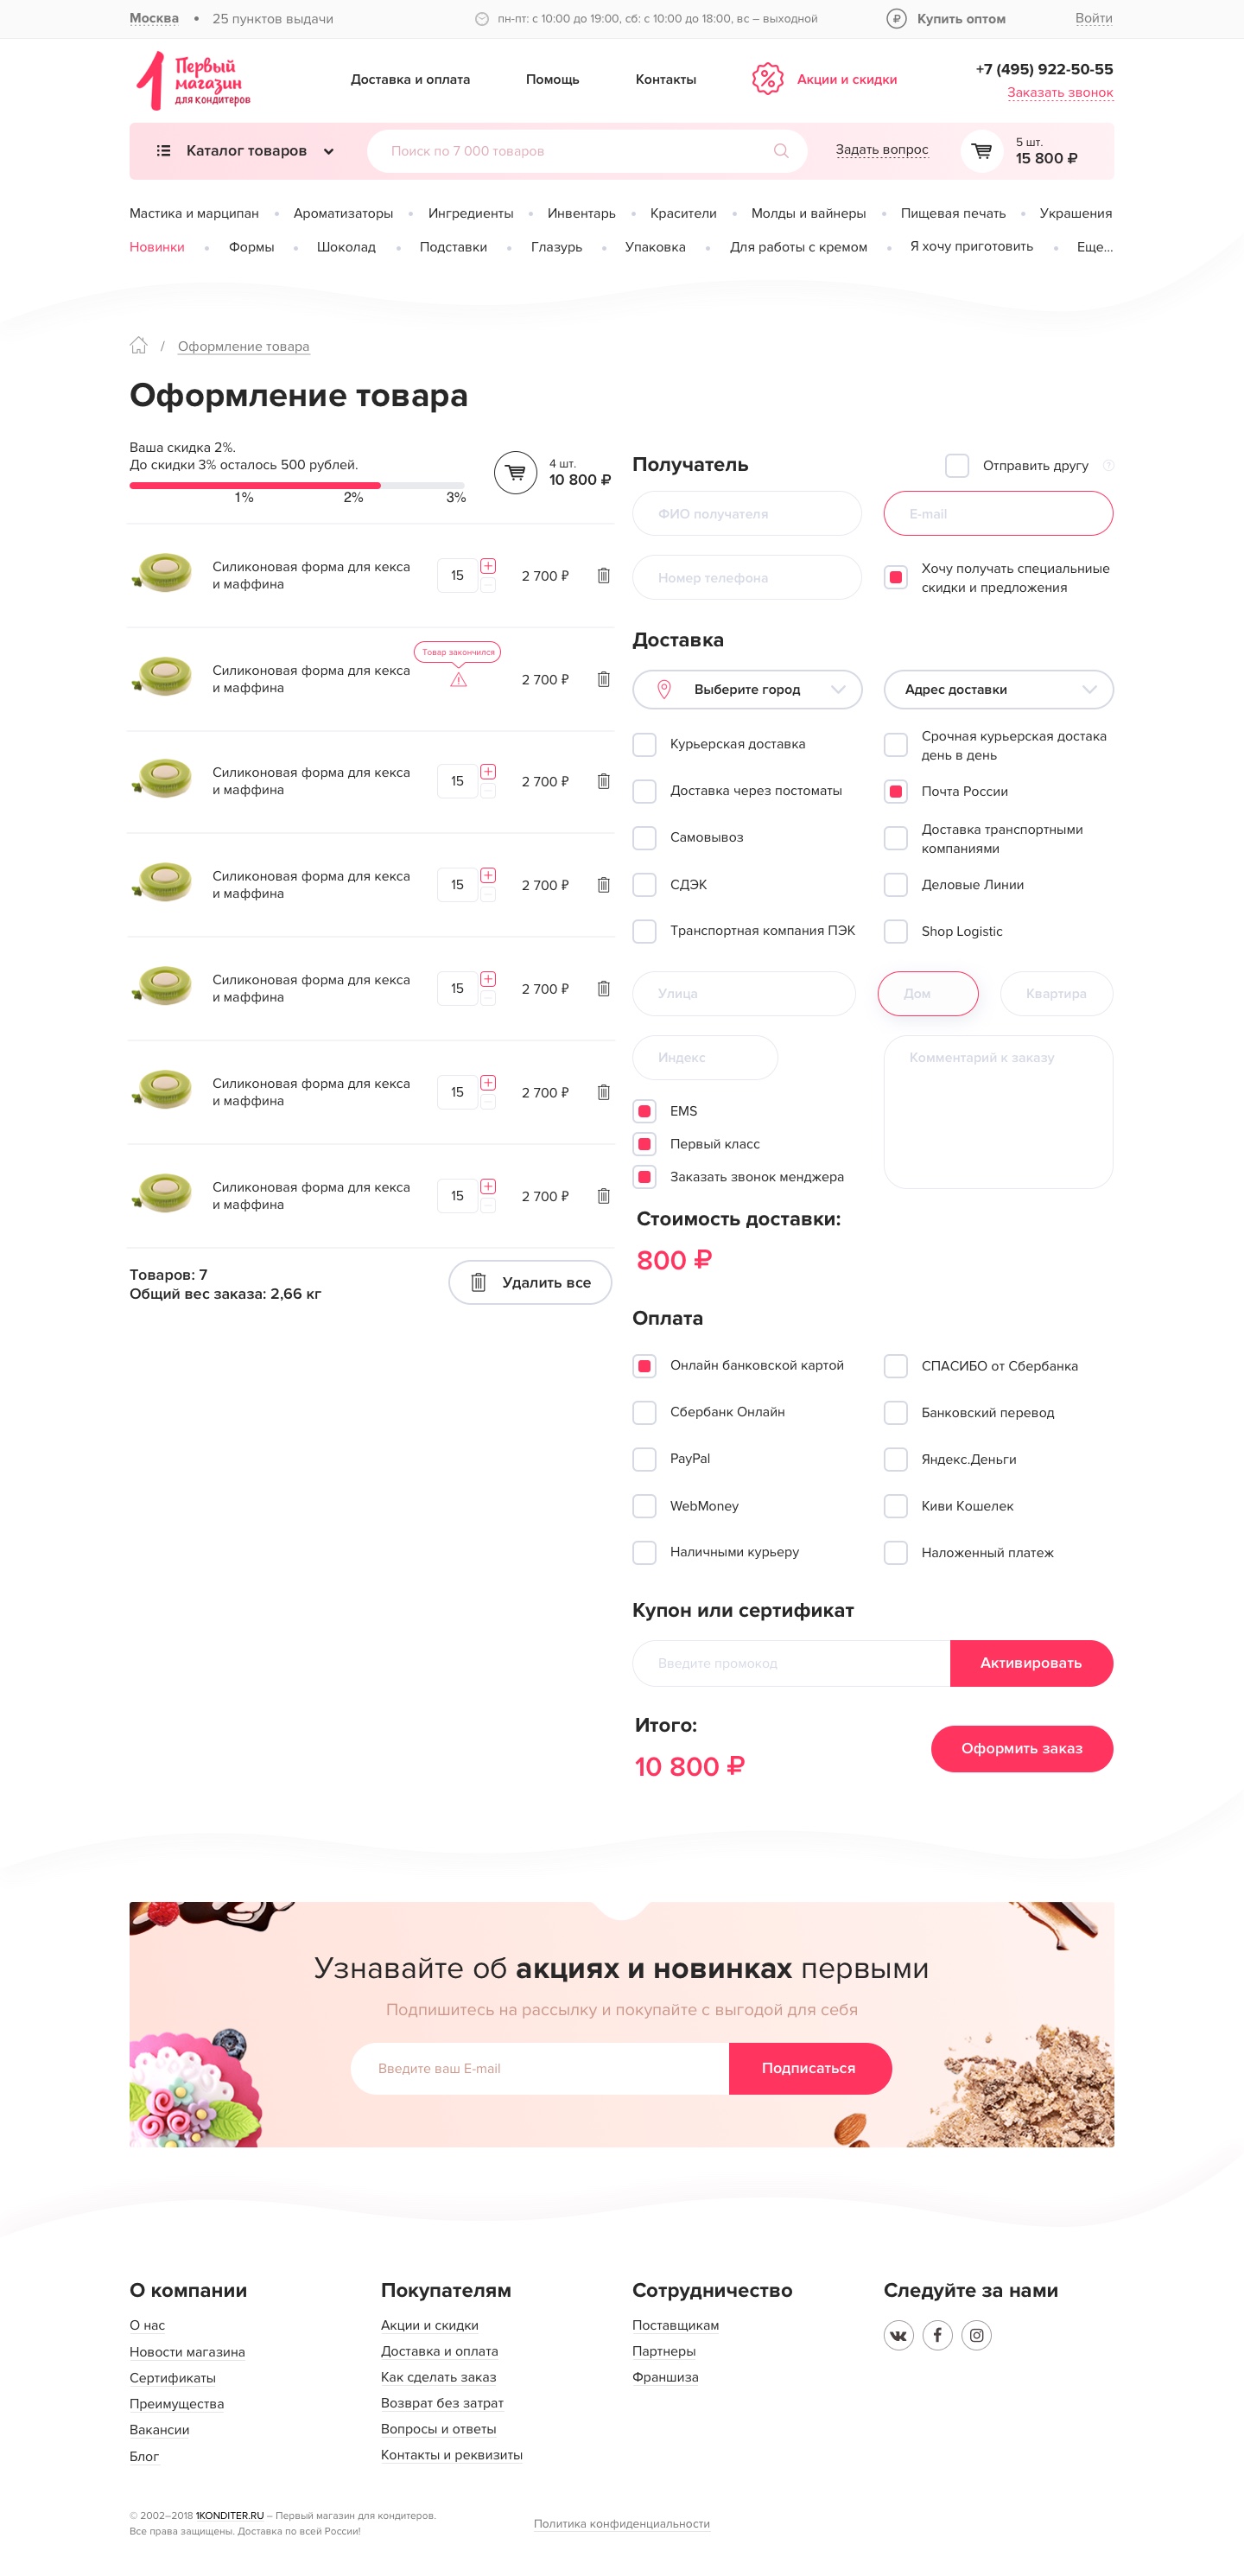 Москва • 25 пунктов выдачи
пн-пт: с 10:00 до 19:00, сб: с 10:00 до 18:00, вс – выходной
Купить оптом
Войти
1 Первый
магазин
для кондитеров
Доставка и оплата
Помощь
Контакты
Акции и скидки
+7 (495) 922-50-55
Заказать звонок
Каталог товаров
Поиск по 7 000 товаров
Задать вопрос
5 шт.
15 800 ₽
Мастика и марципан • Ароматизаторы • Ингредиенты • Инвентарь • Красители • Молды и вайнеры • Пищевая печать • Украшения
Новинки • Формы • Шоколад • Подставки • Глазурь • Упаковка • Для работы с кремом • Я хочу приготовить • Еще...
/ Оформление товара
Оформление товара
Ваша скидка 2%.
До скидки 3% осталось 500 рублей.
1% 2% 3%
4 шт.
10 800 ₽
Силиконовая форма для кекса
и маффина
15
2 700 ₽
Силиконовая форма для кекса
и маффина
Товар закончился
2 700 ₽
Силиконовая форма для кекса
и маффина
15
2 700 ₽
Силиконовая форма для кекса
и маффина
15
2 700 ₽
Силиконовая форма для кекса
и маффина
15
2 700 ₽
Силиконовая форма для кекса
и маффина
15
2 700 ₽
Силиконовая форма для кекса
и маффина
15
2 700 ₽
Товаров: 7
Общий вес заказа: 2,66 кг
Удалить все
Получатель
Отправить другу
?
ФИО получателя
E-mail
Номер телефона
Хочу получать специальниые
скидки и предложения
Доставка
Выберите город
Адрес доставки
Курьерская доставка
Срочная курьерская достака
день в день
Доставка через постоматы
Почта России
Самовывоз
Доставка транспортными
компаниями
СДЭК
Деловые Линии
Транспортная компания ПЭК
Shop Logistic
Улица
Дом
Квартира
Индекс
Комментарий к заказу
EMS
Первый класс
Заказать звонок менджера
Стоимость доставки:
800 ₽
Оплата
Онлайн банковской картой
СПАСИБО от Сбербанка
Сбербанк Онлайн
Банковский перевод
PayPal
Яндекс.Деньги
WebMoney
Киви Кошелек
Наличными курьеру
Наложенный платеж
Купон или сертификат
Введите промокод
Активировать
Итого:
10 800 ₽
Оформить заказ
Узнавайте об акциях и новинках первыми
Подпишитесь на рассылку и покупайте с выгодой для себя
Введите ваш E-mail
Подписаться
О компании
О нас
Новости магазина
Сертификаты
Преимущества
Вакансии
Блог
Покупателям
Акции и скидки
Доставка и оплата
Как сделать заказ
Возврат без затрат
Вопросы и ответы
Контакты и реквизиты
Сотрудничество
Поставщикам
Партнеры
Франшиза
Следуйте за нами
© 2002–2018 1KONDITER.RU – Первый магазин для кондитеров.
Все права защищены. Доставка по всей России!
Политика конфиденциальности